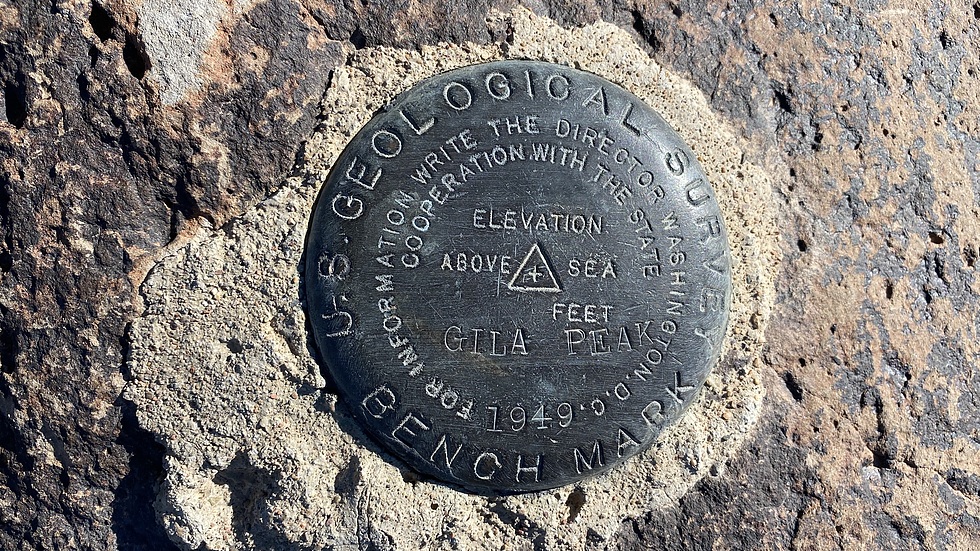 U.S. GEOLOGICAL SURVEY
FOR INFORMATION WRITE THE DIRECTOR WASHINGTON, D.C.
COOPERATION WITH THE STATE
ELEVATION
ABOVE SEA
FEET
GILA PEAK
1949
BENCH MARK